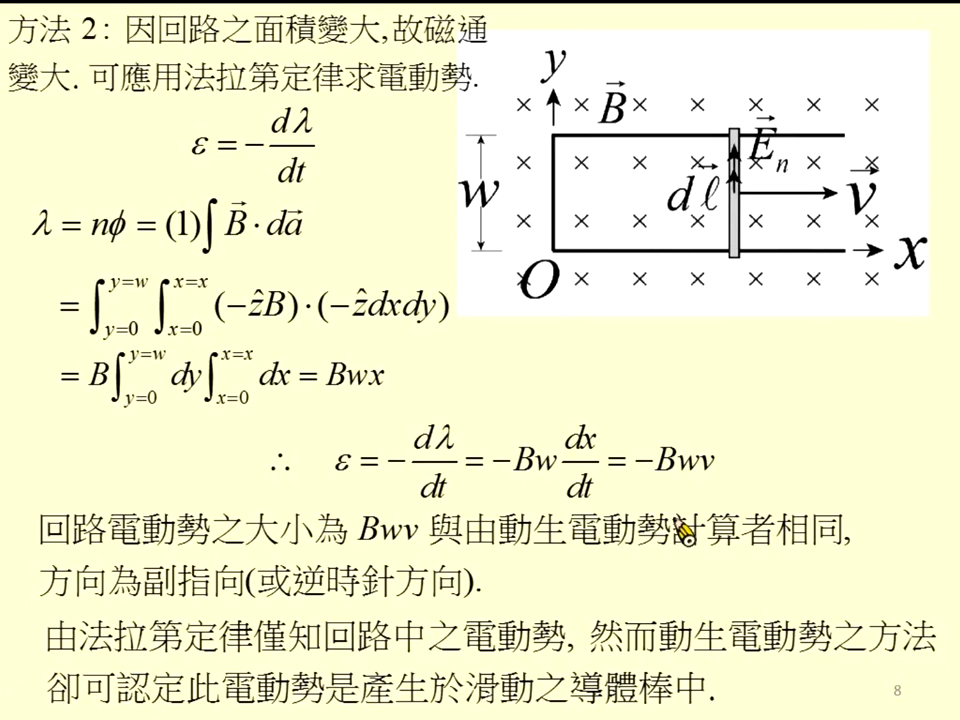 方法 2：因回路之面積變大,故磁通
變大. 可應用法拉第定律求電動勢.
ε = − dλ/dt
λ = nϕ = (1)∫ B⃗ · da⃗
= ∫_{y=0}^{y=w} ∫_{x=0}^{x=x} (−ẑB)·(−ẑdxdy)
= B∫_{y=0}^{y=w} dy∫_{x=0}^{x=x} dx = Bwx
∴ ε = − dλ/dt = −Bw dx/dt = −Bwv
y
B⃗
E⃗n
w
dℓ⃗
v⃗
x
O
回路電動勢之大小為 Bwv 與由動生電動勢計算者相同,
方向為副指向(或逆時針方向).
由法拉第定律僅知回路中之電動勢, 然而動生電動勢之方法
卻可認定此電動勢是產生於滑動之導體棒中.
8